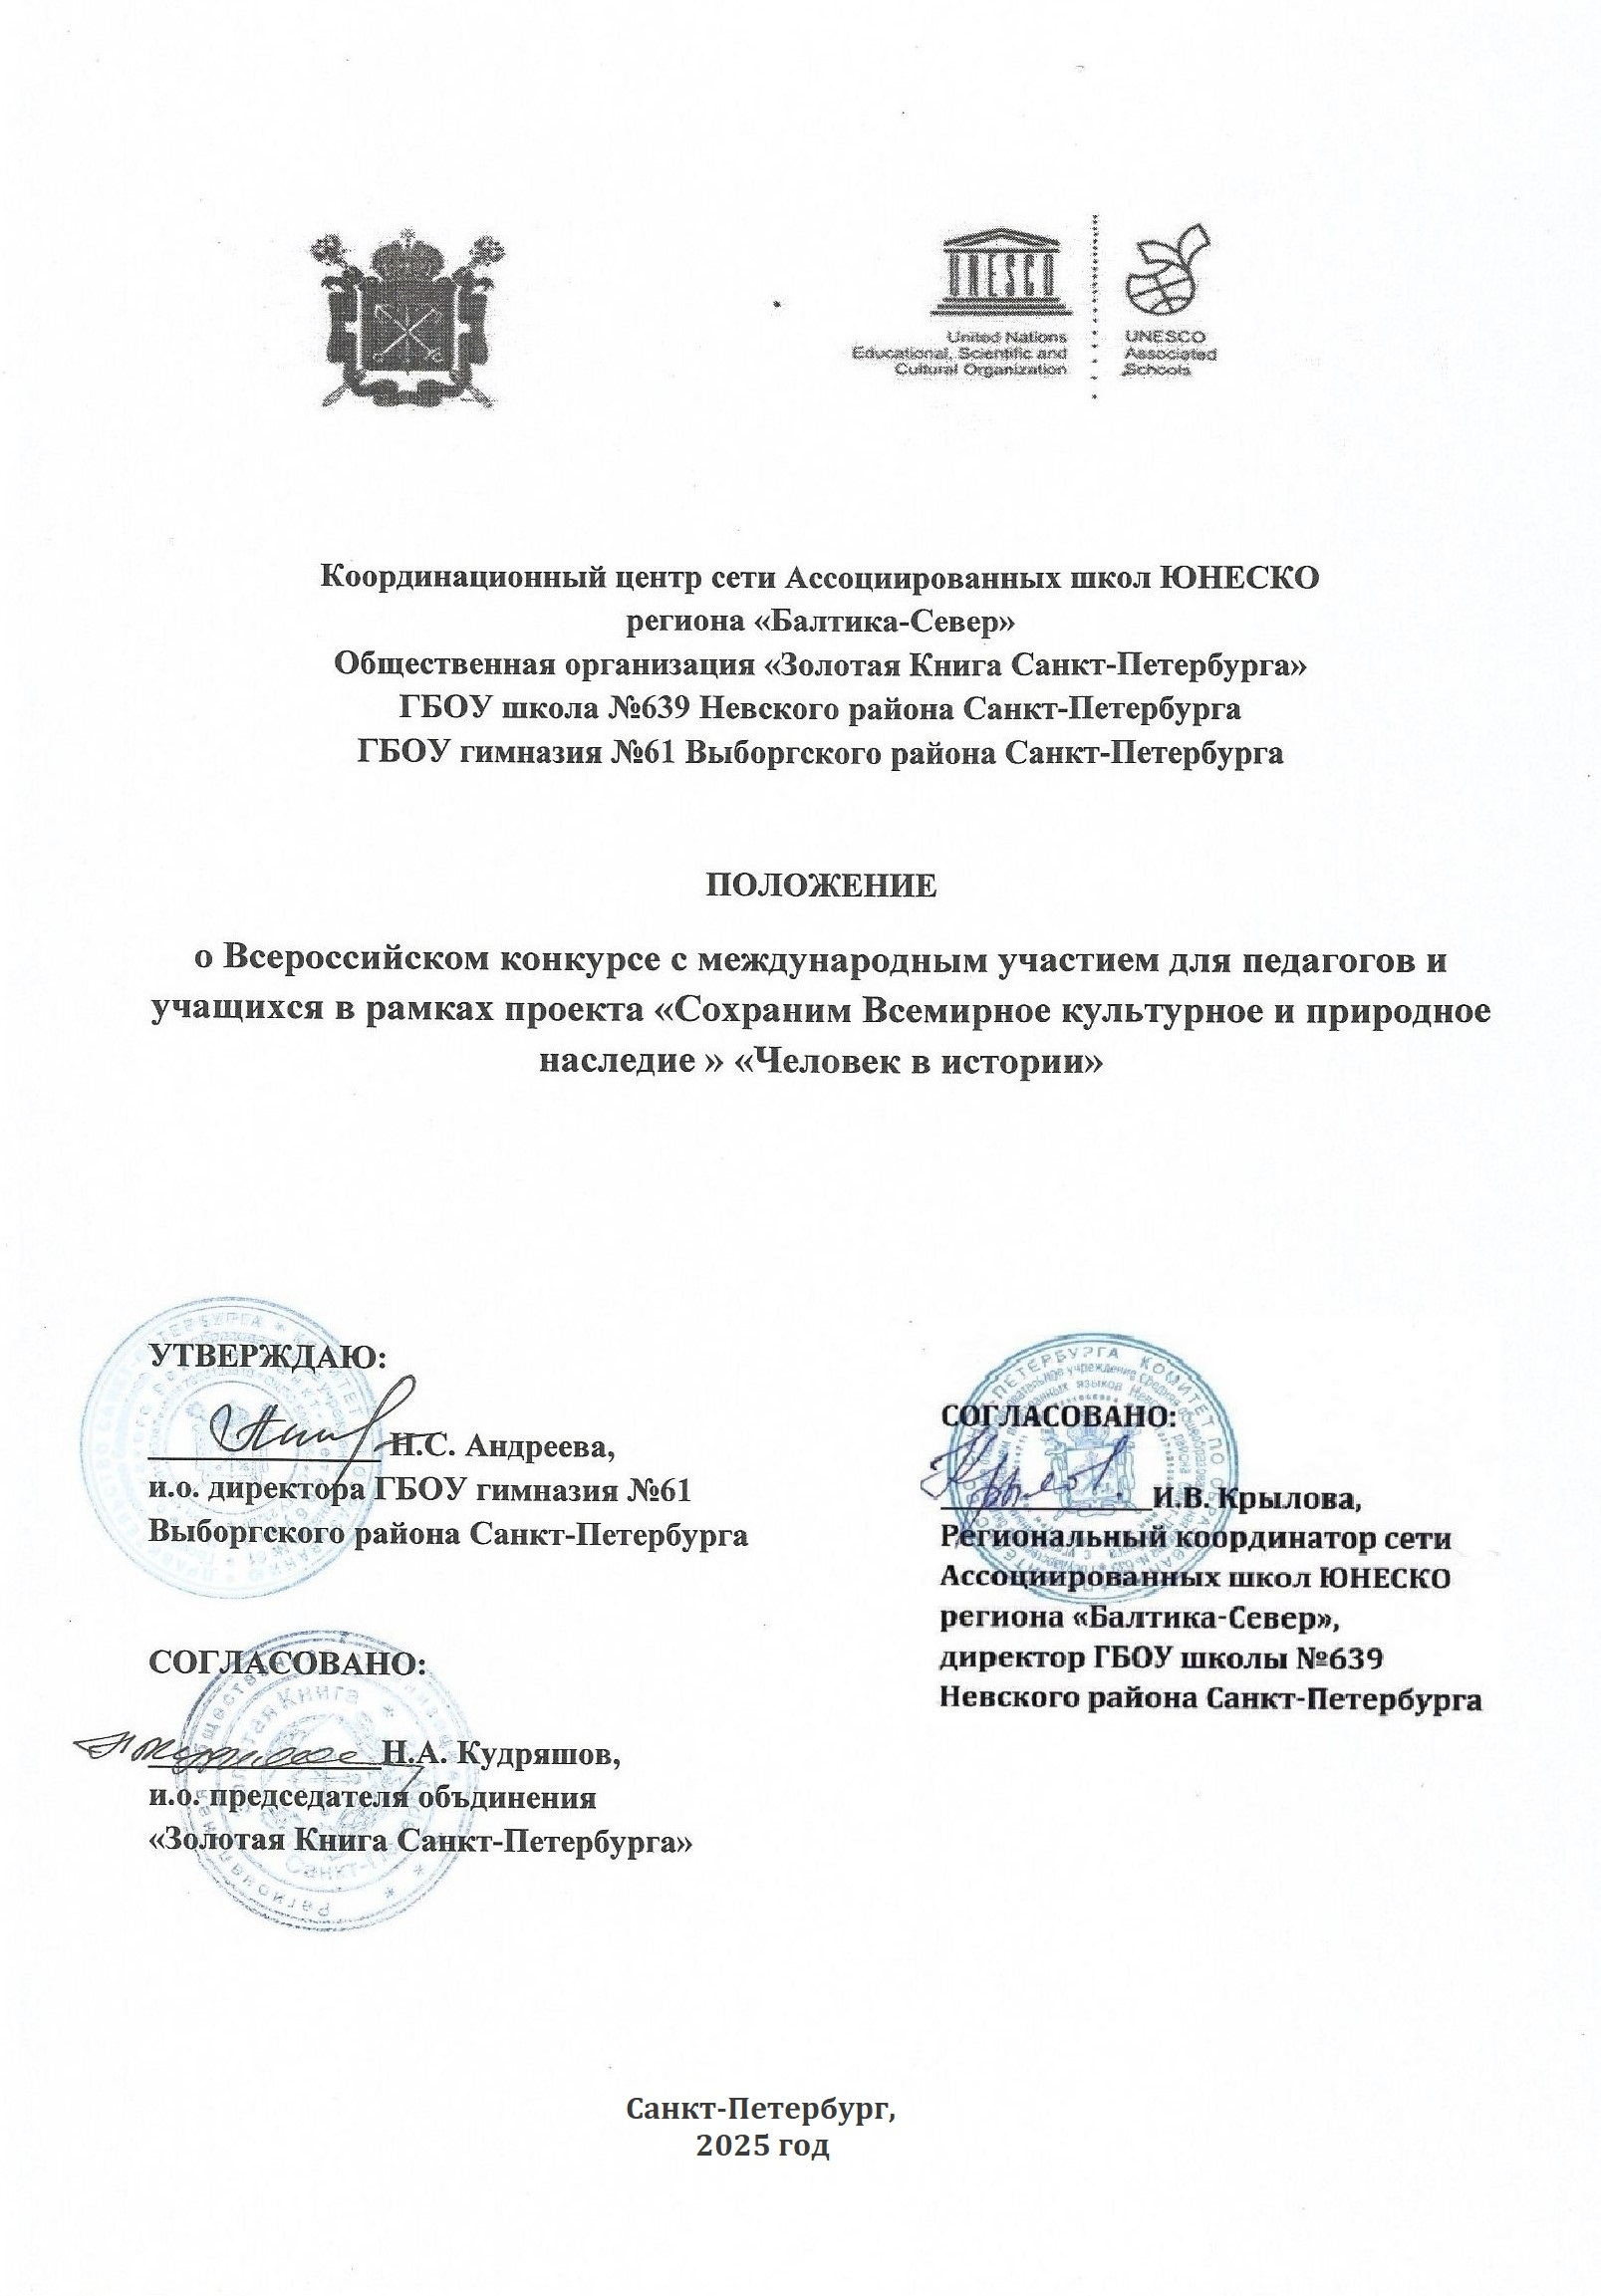 UNESCO
United Nations
Educational, Scientific and
Cultural Organization
UNESCO
Associated
Schools
Координационный центр сети Ассоциированных школ ЮНЕСКО
региона «Балтика-Север»
Общественная организация «Золотая Книга Санкт-Петербурга»
ГБОУ школа №639 Невского района Санкт-Петербурга
ГБОУ гимназия №61 Выборгского района Санкт-Петербурга
ПОЛОЖЕНИЕ
о Всероссийском конкурсе с международным участием для педагогов и
учащихся в рамках проекта «Сохраним Всемирное культурное и природное
наследие » «Человек в истории»
УТВЕРЖДАЮ:
Н.С. Андреева,
и.о. директора ГБОУ гимназия №61
Выборгского района Санкт-Петербурга
СОГЛАСОВАНО:
Н.А. Кудряшов,
и.о. председателя объдинения
«Золотая Книга Санкт-Петербурга»
СОГЛАСОВАНО:
И.В. Крылова,
Региональный координатор сети
Ассоциированных школ ЮНЕСКО
региона «Балтика-Север»,
директор ГБОУ школы №639
Невского района Санкт-Петербурга
Санкт-Петербург,
2025 год